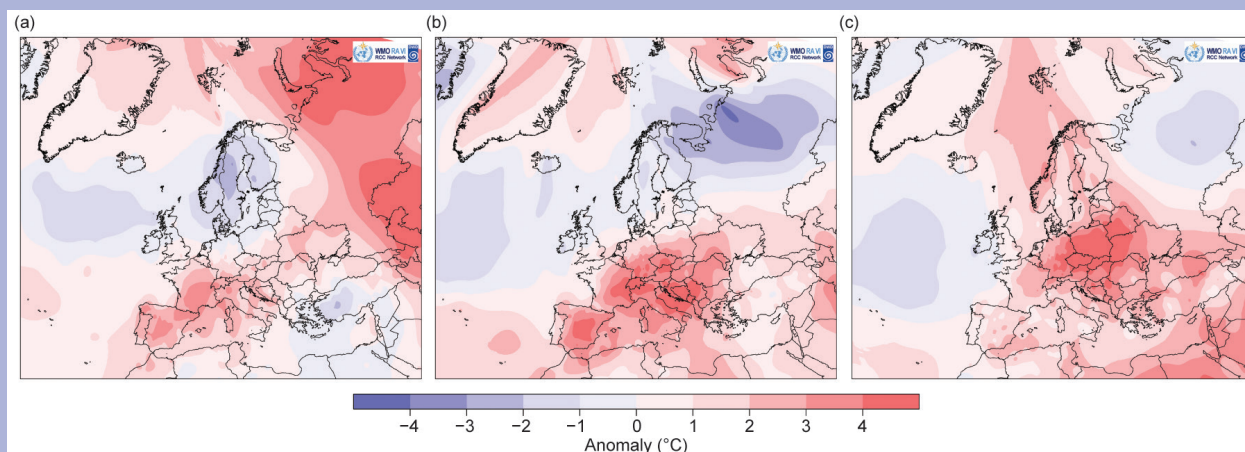 (a)
(b)
(c)
WMO RA VI
RCC Network
WMO RA VI
RCC Network
WMO RA VI
RCC Network
−4 −3 −2 −1 0 1 2 3 4
Anomaly (°C)